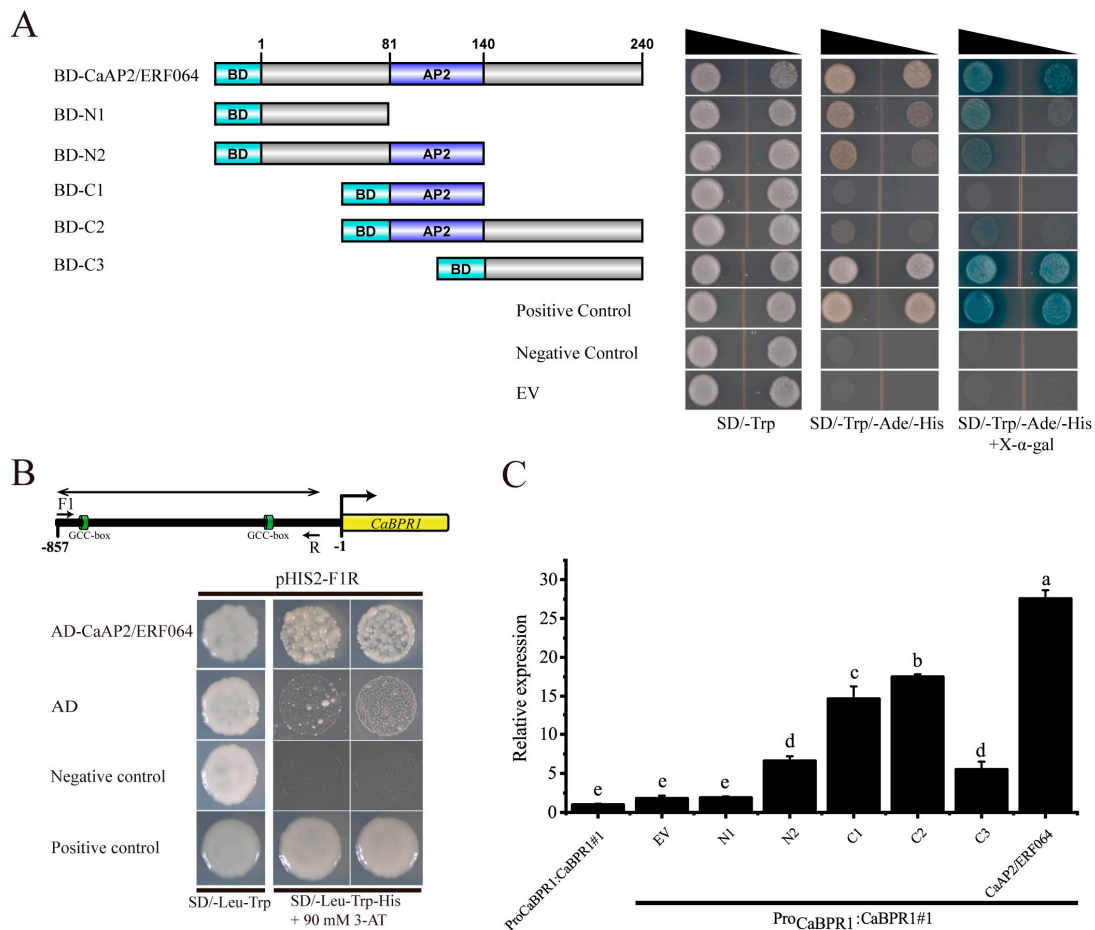 A
1 81 140 240
BD-CaAP2/ERF064 BD AP2
BD-N1 BD
BD-N2 BD AP2
BD-C1 BD AP2
BD-C2 BD AP2
BD-C3 BD
Positive Control
Negative Control
EV
SD/-Trp SD/-Trp/-Ade/-His SD/-Trp/-Ade/-His
+X-α-gal
B
F1
GCC-box GCC-box R CaBPR1
-857 -1
pHIS2-F1R
AD-CaAP2/ERF064
AD
Negative control
Positive control
SD/-Leu-Trp SD/-Leu-Trp-His
+ 90 mM 3-AT
C
Relative expression
30
25
20
15
10
5
0
e e e d c b d a
ProCaBPR1:CaBPR1#1 EV N1 N2 C1 C2 C3 CaAP2/ERF064
ProCaBPR1:CaBPR1#1